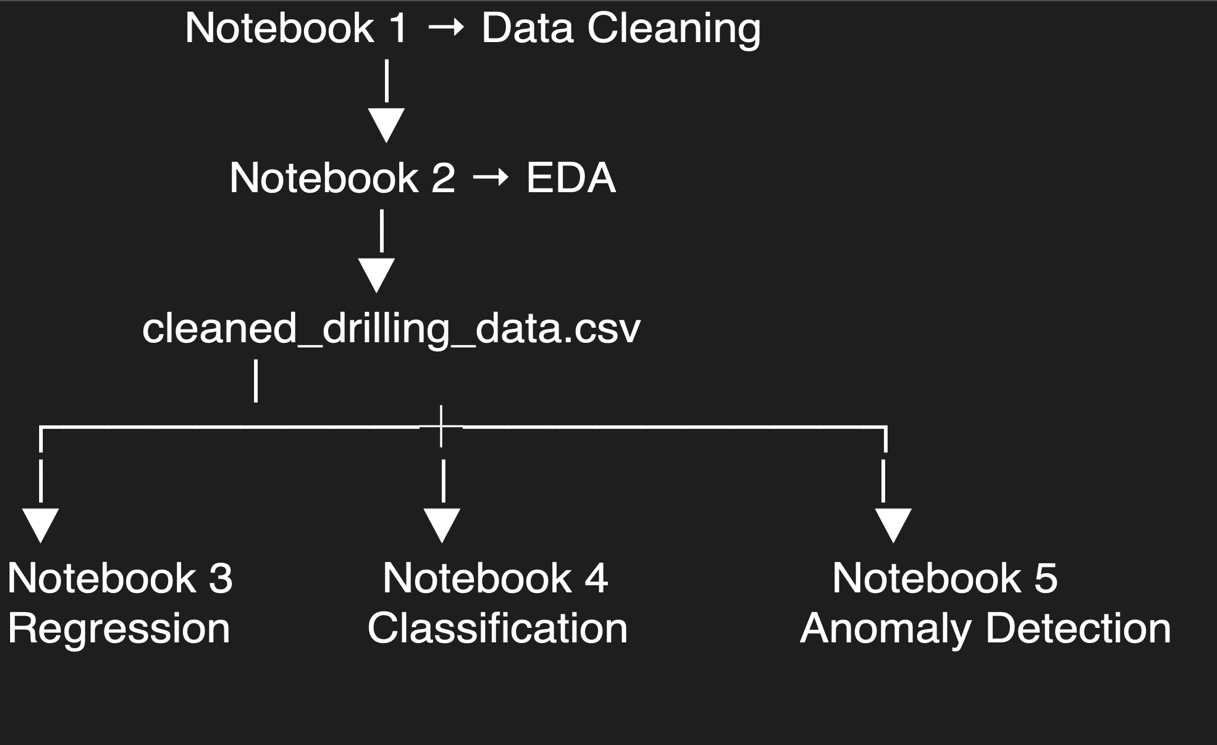 Notebook 1 → Data Cleaning
Notebook 2 → EDA
cleaned_drilling_data.csv
Notebook 3
Regression
Notebook 4
Classification
Notebook 5
Anomaly Detection